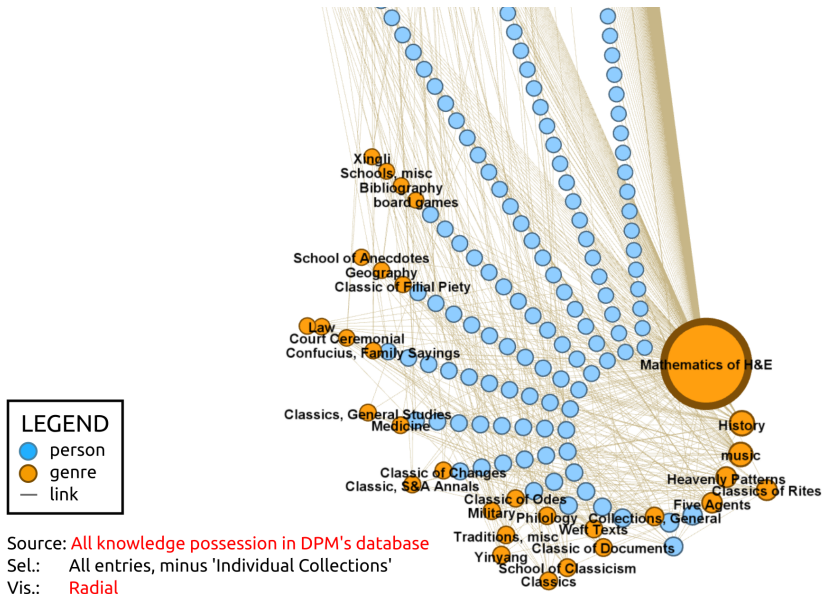 Xingli
Schools, misc
Bibliography
board games
School of Anecdotes
Geography
Classic of Filial Piety
Law
Court Ceremonial
Confucius, Family Sayings
Mathematics of H&E
Classics, General Studies
Medicine
History
music
Classic of Changes
Classic, S&A Annals
Heavenly Patterns
Classics of Rites
Classic of Odes
Five Agents
Military
Philology
Collections, General
Weft Texts
Traditions, misc
Classic of Documents
Yinyang
School of Classicism
Classics
LEGEND
person
genre
link
Source: All knowledge possession in DPM's database
Sel.: All entries, minus 'Individual Collections'
Vis.: Radial